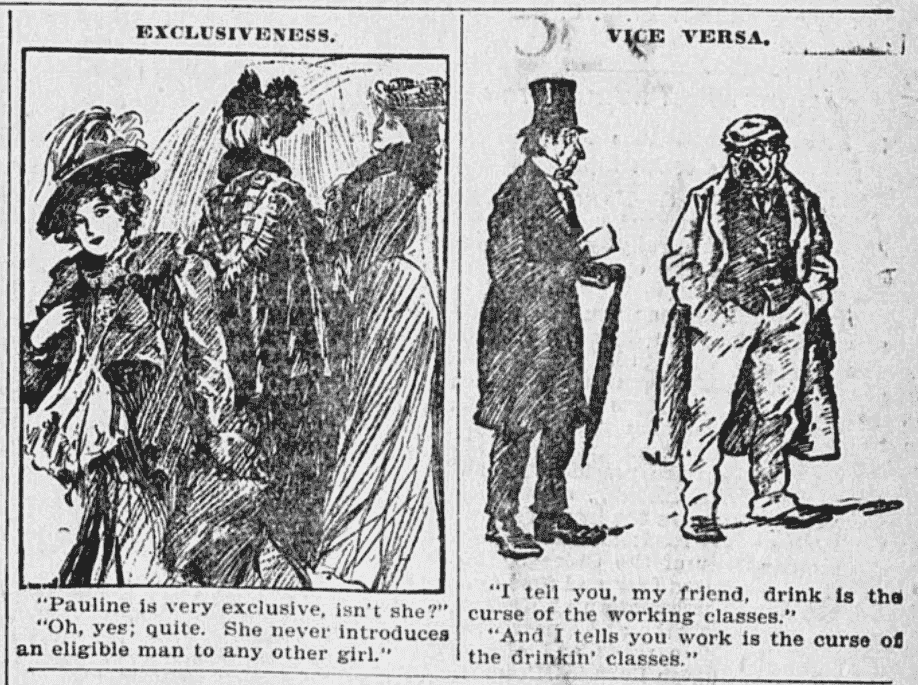 EXCLUSIVENESS.
"Pauline is very exclusive, isn't she?"
"Oh, yes; quite. She never introduces
an eligible man to any other girl."
VICE VERSA.
"I tell you, my friend, drink is the
curse of the working classes."
"And I tells you work is the curse of
the drinkin' classes."